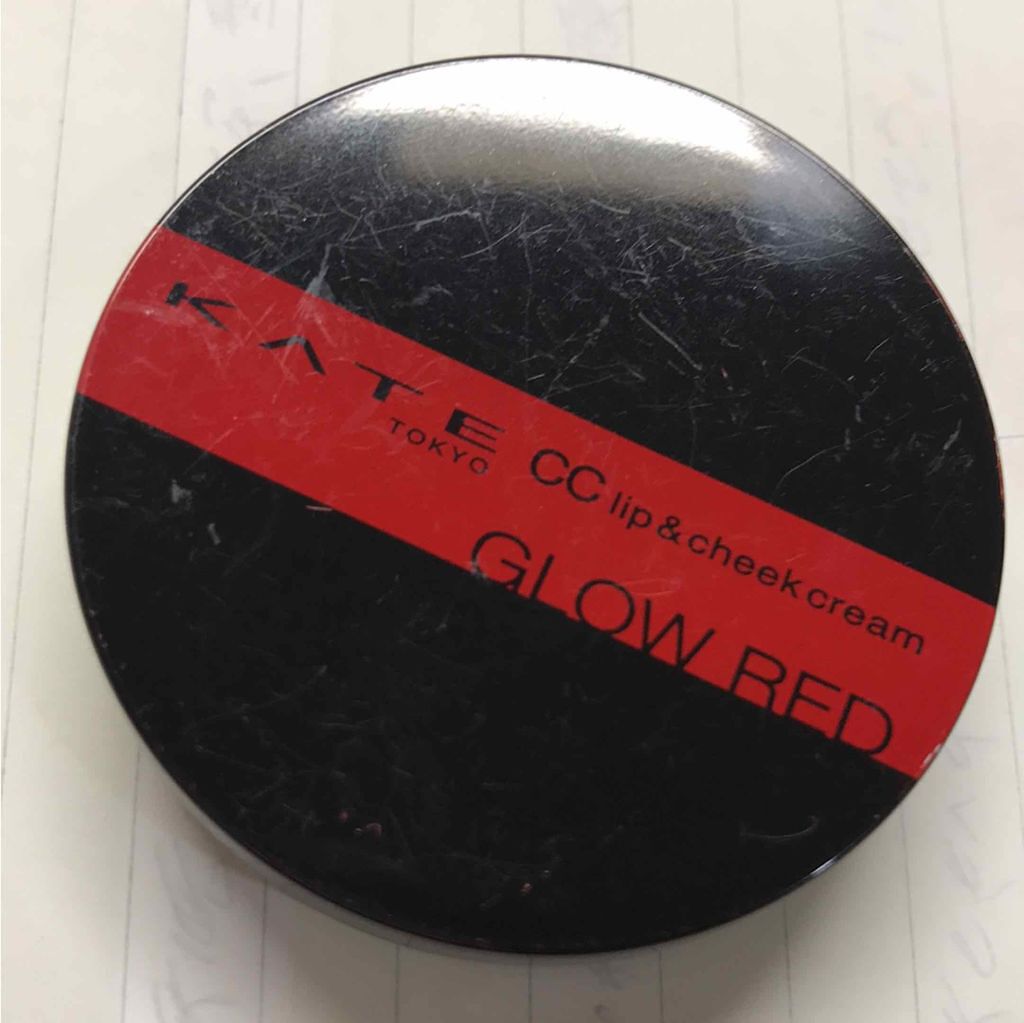 KATE
TOKYO
CC lip & cheek cream
GLOW RED